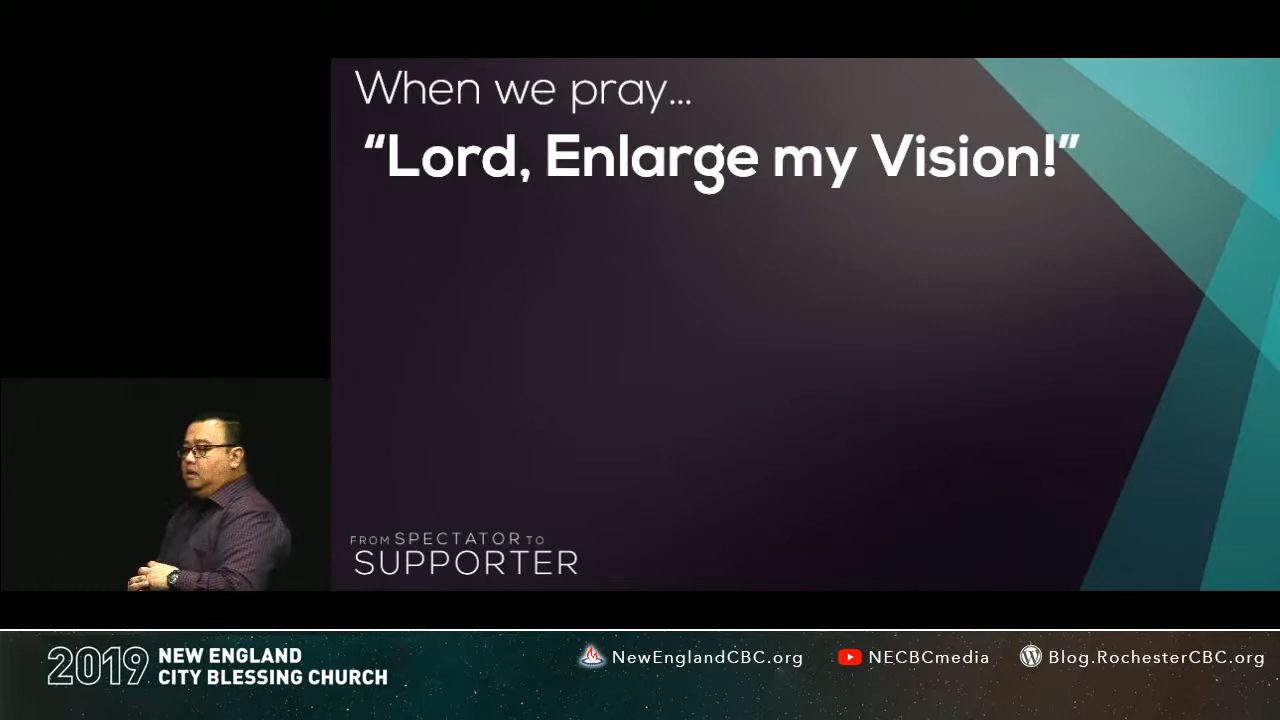 When we pray...
“Lord, Enlarge my Vision!”
FROM SPECTATOR TO
SUPPORTER
2019 NEW ENGLAND
CITY BLESSING CHURCH
NewEnglandCBC.org
NECBCmedia
Blog.RochesterCBC.org